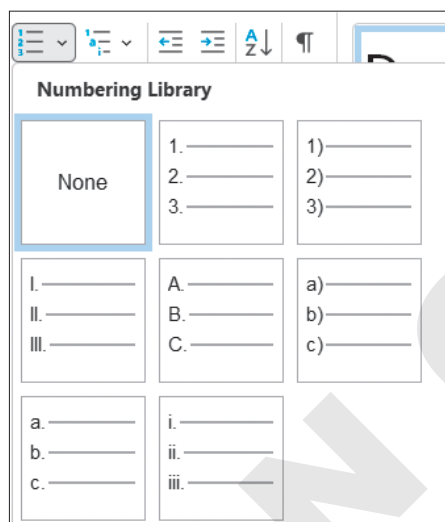 Numbering Library
None
1.
2.
3.
1)
2)
3)
I.
II.
III.
A.
B.
C.
a)
b)
c)
a.
b.
c.
i.
ii.
iii.